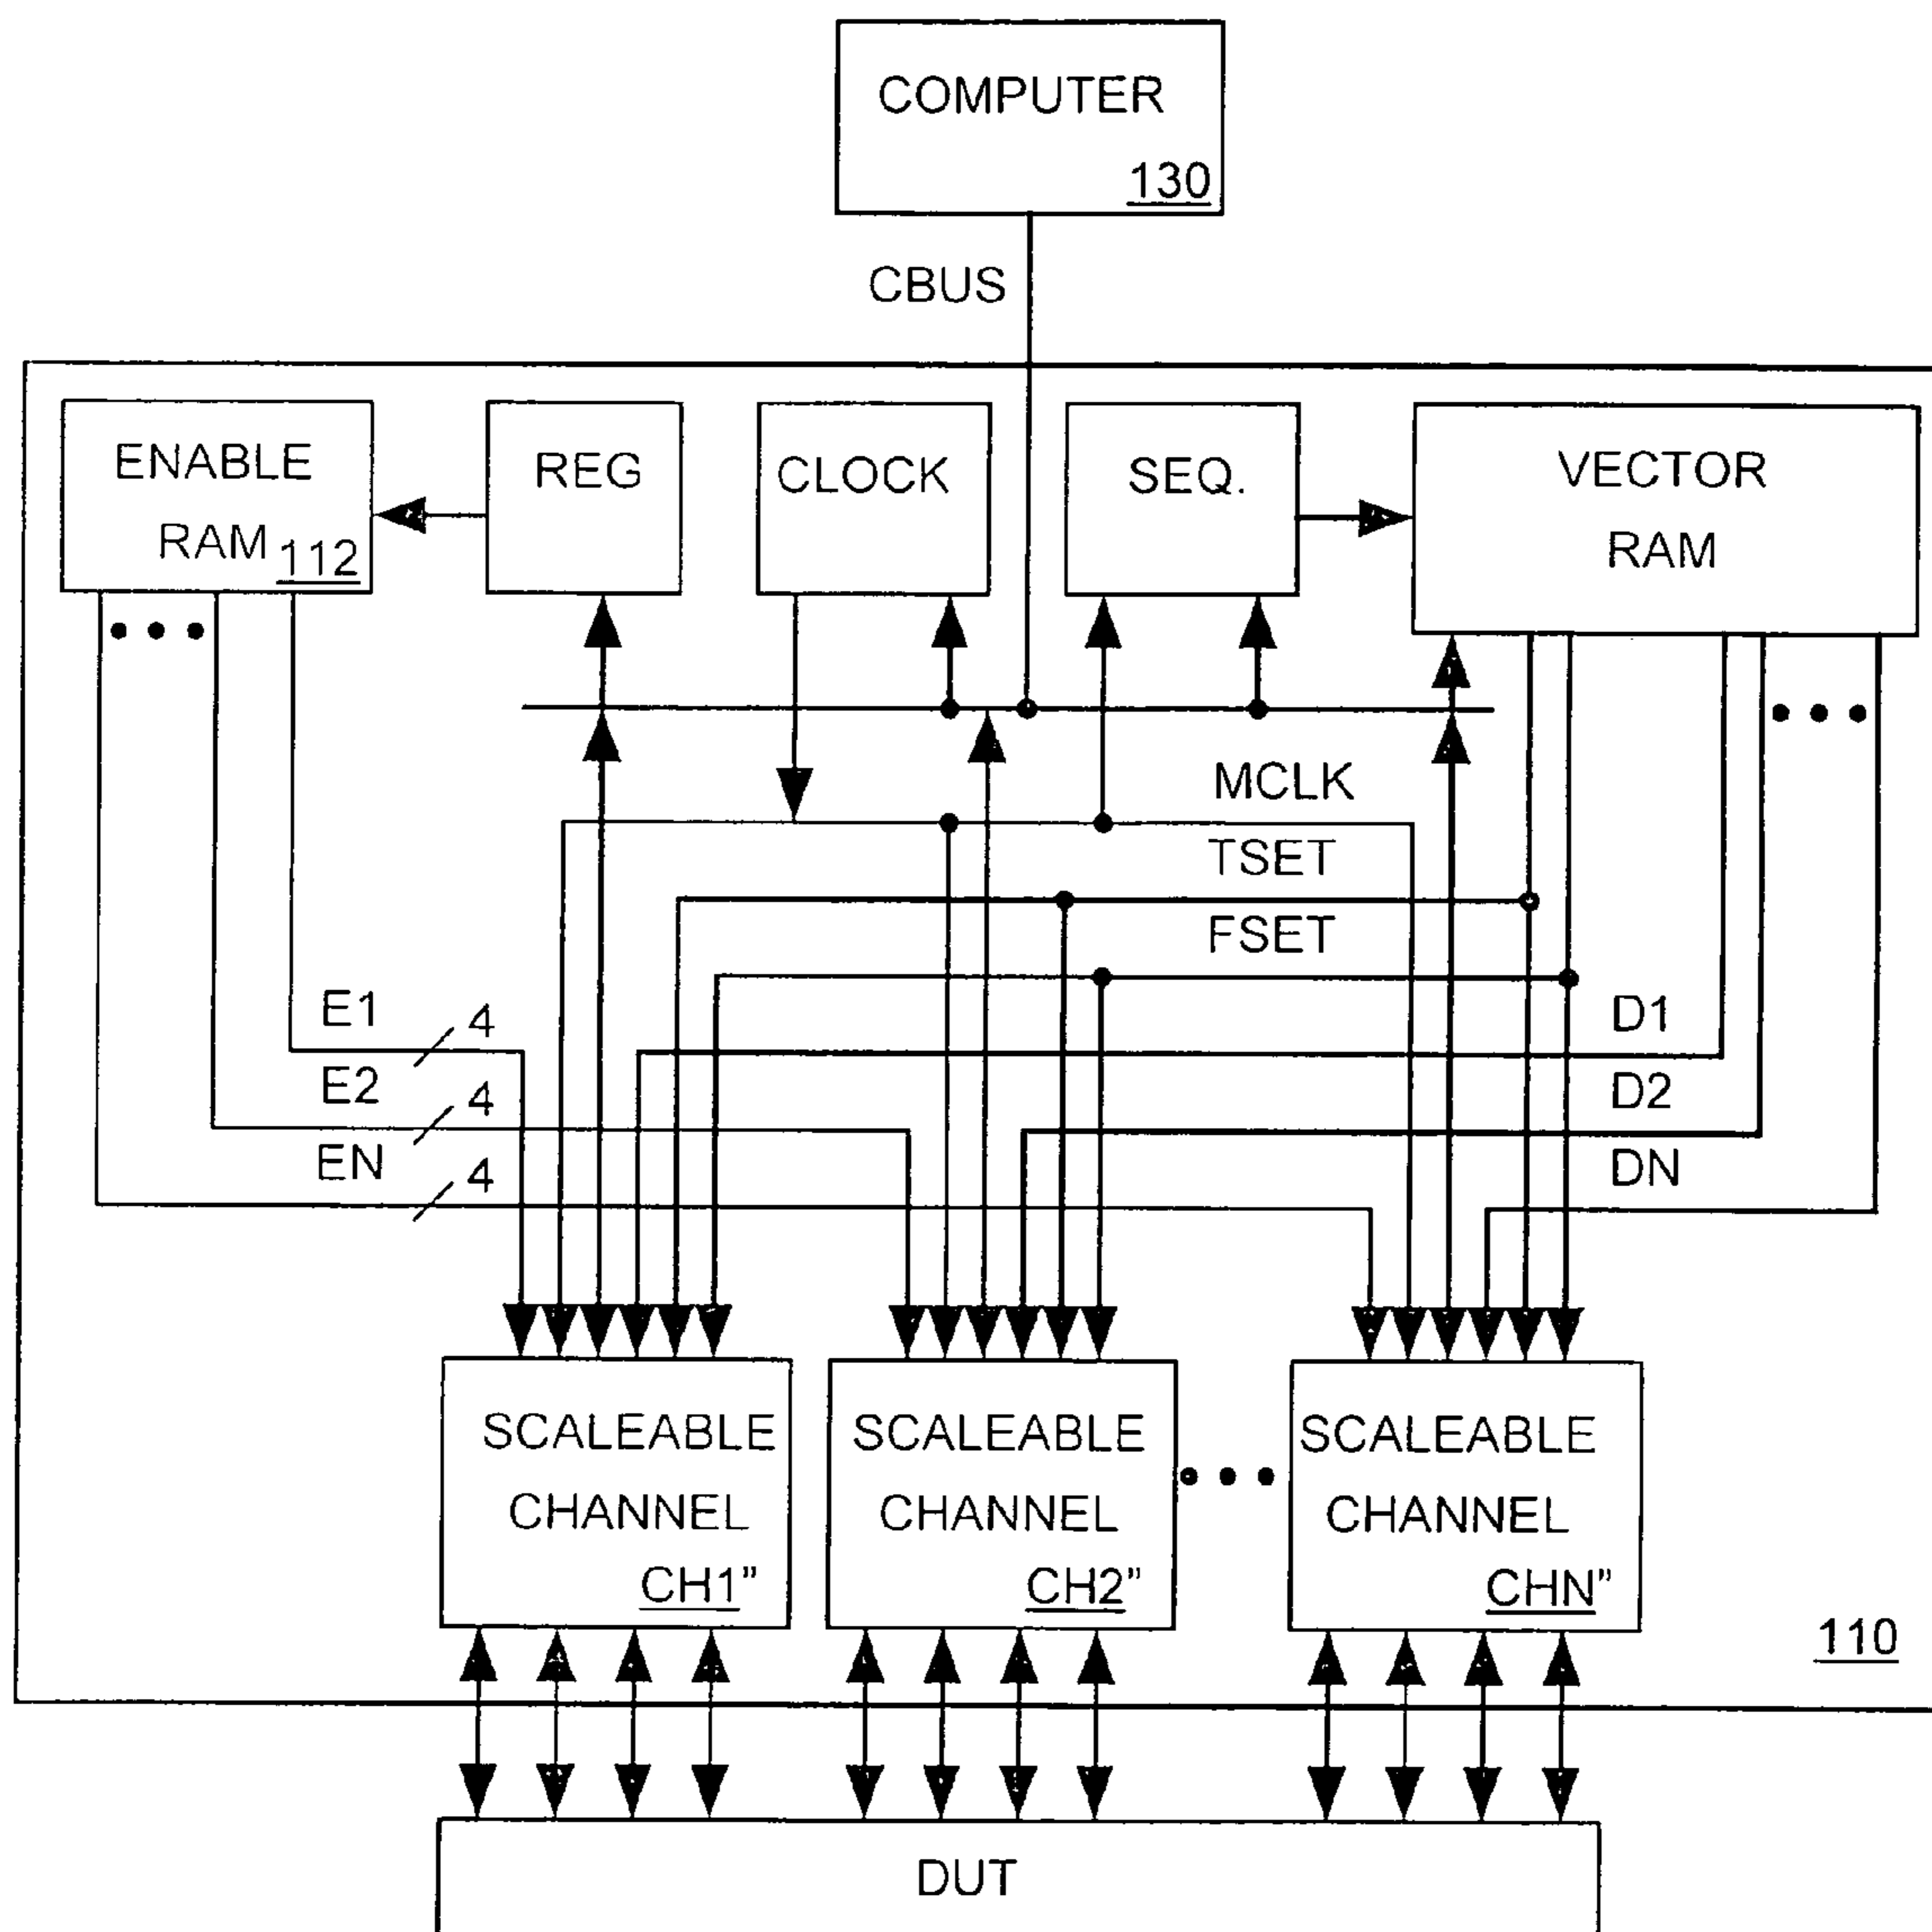 COMPUTER
130
CBUS
ENABLE
RAM 112
REG
CLOCK
SEQ.
VECTOR
RAM
MCLK
TSET
FSET
E1 4
E2 4
EN 4
D1
D2
DN
SCALEABLE
CHANNEL
CH1"
SCALEABLE
CHANNEL
CH2"
SCALEABLE
CHANNEL
CHN"
110
DUT